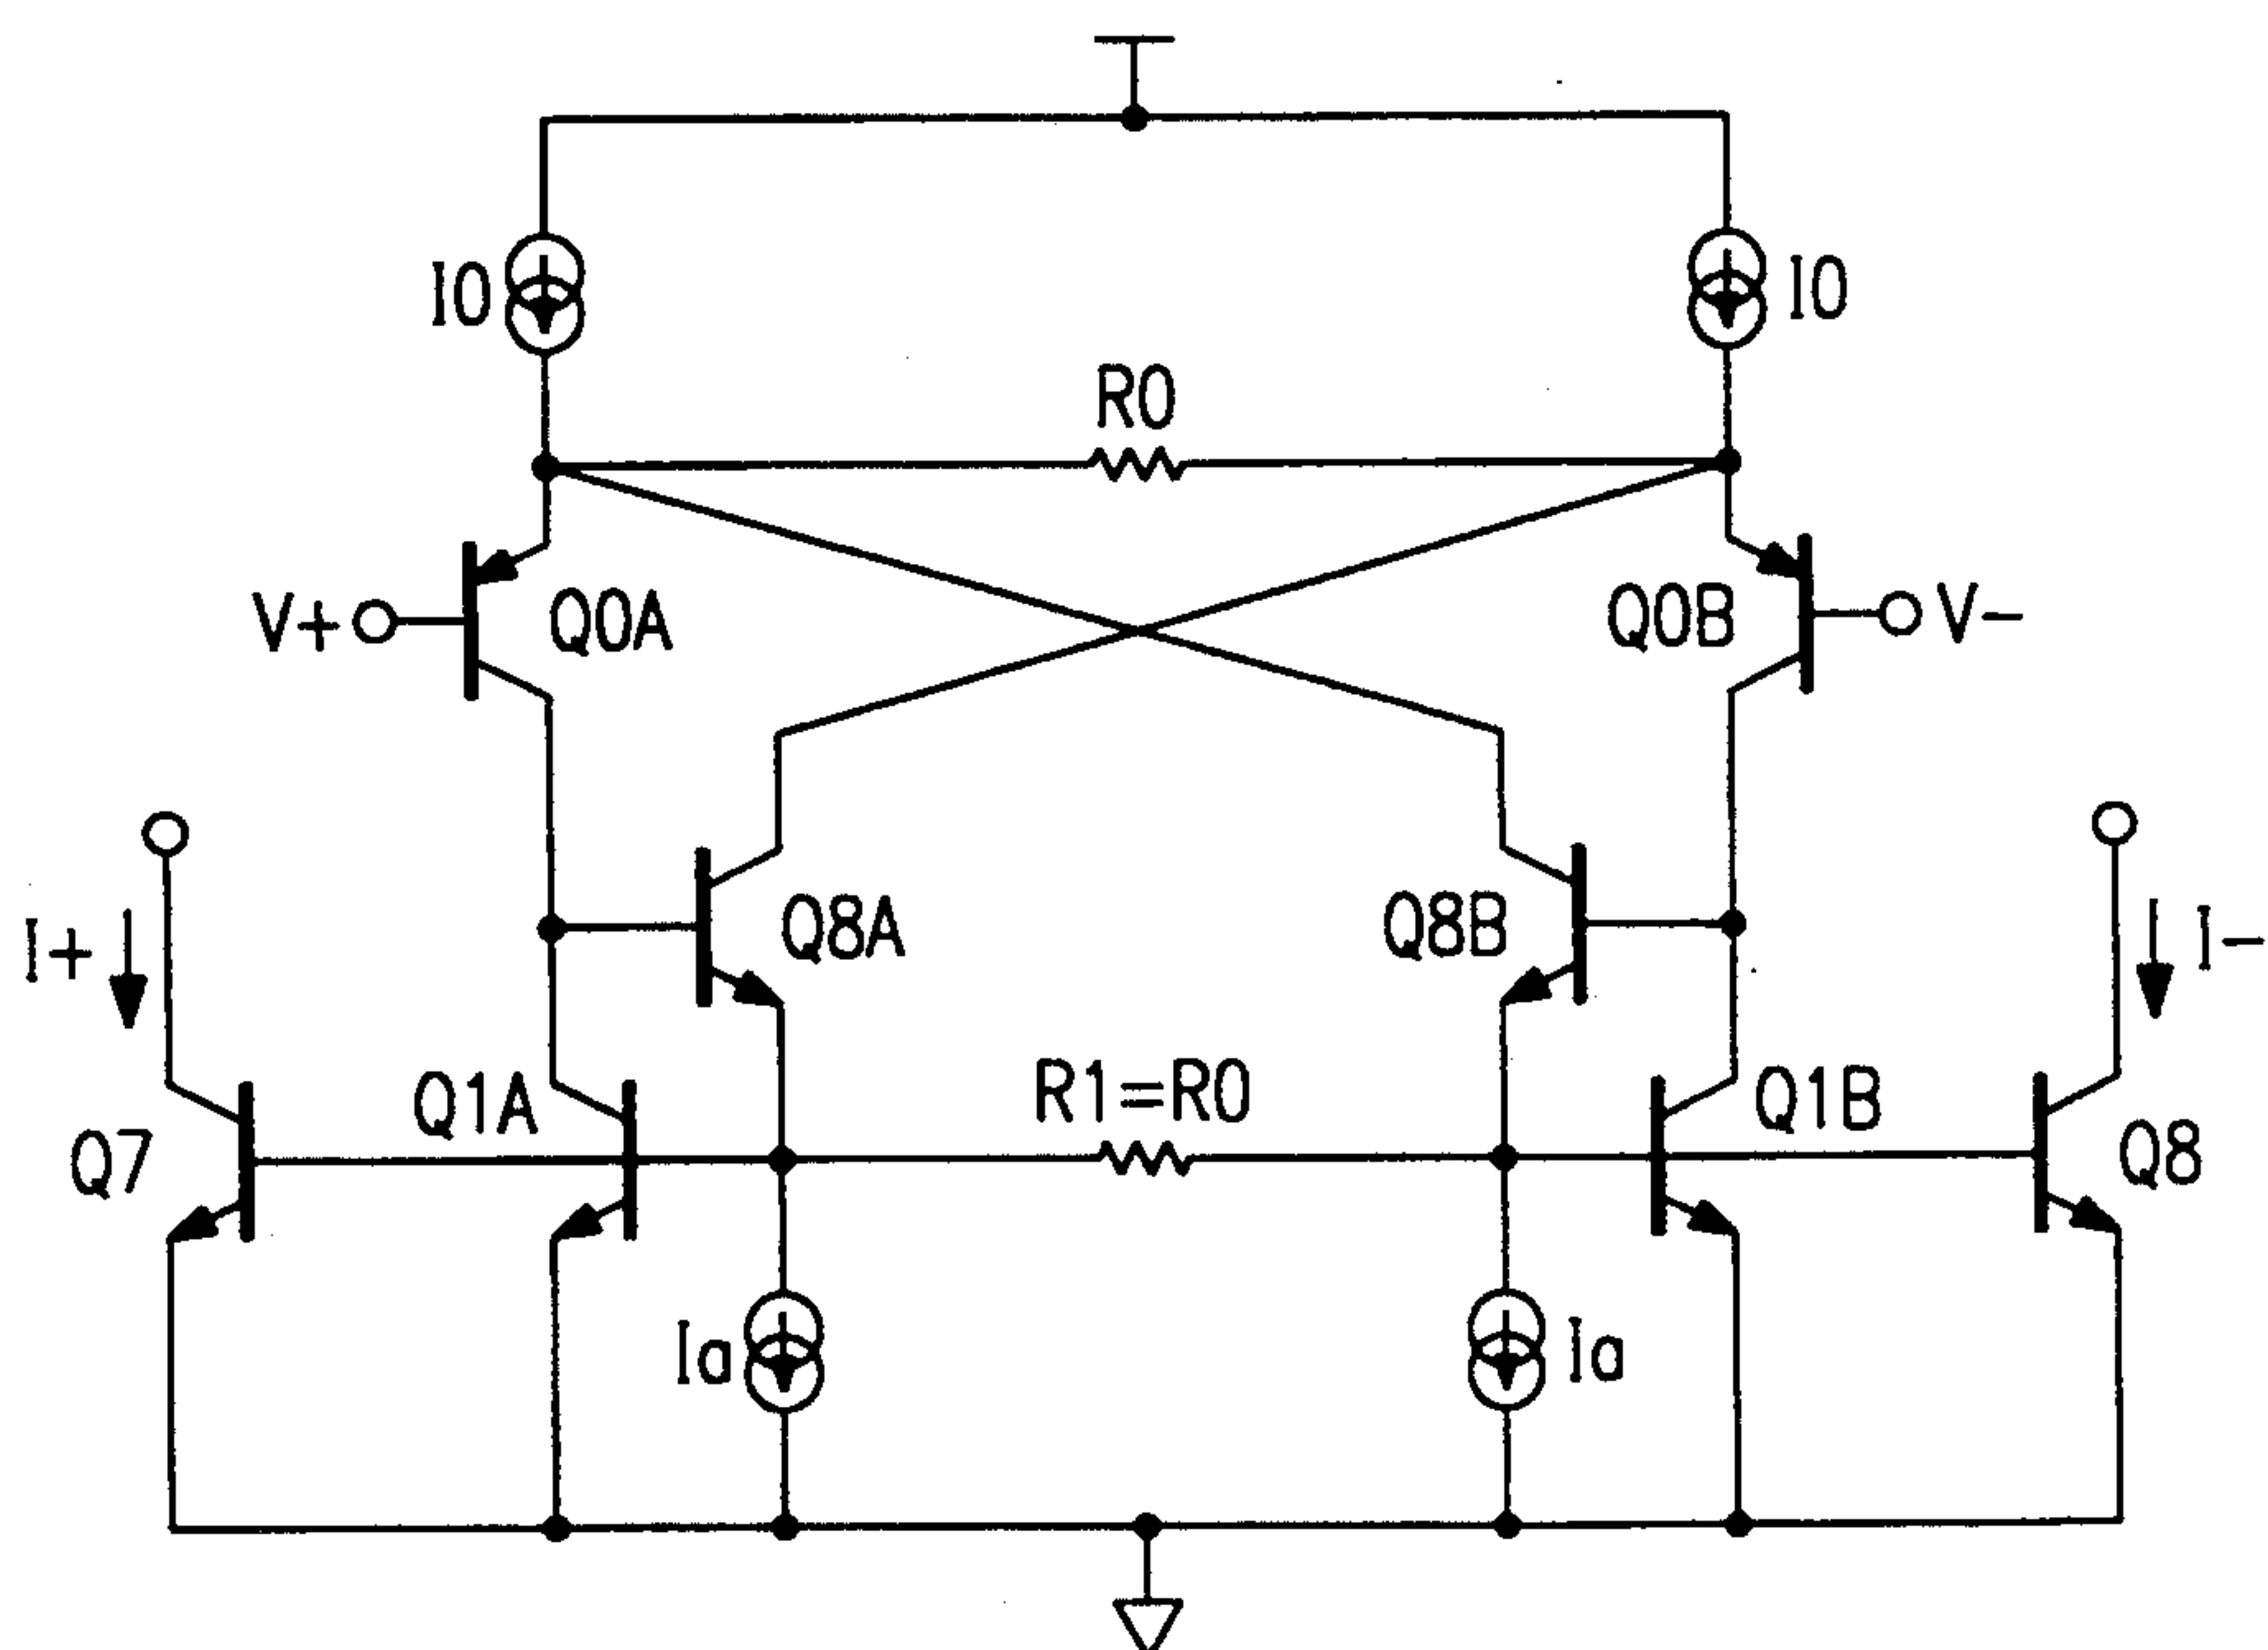 I0
I0
R0
V+
Q0A
Q0B
V-
I+
Q8A
Q8B
I-
Q7
Q1A
R1=R0
Q1B
Q8
Ia
Ia